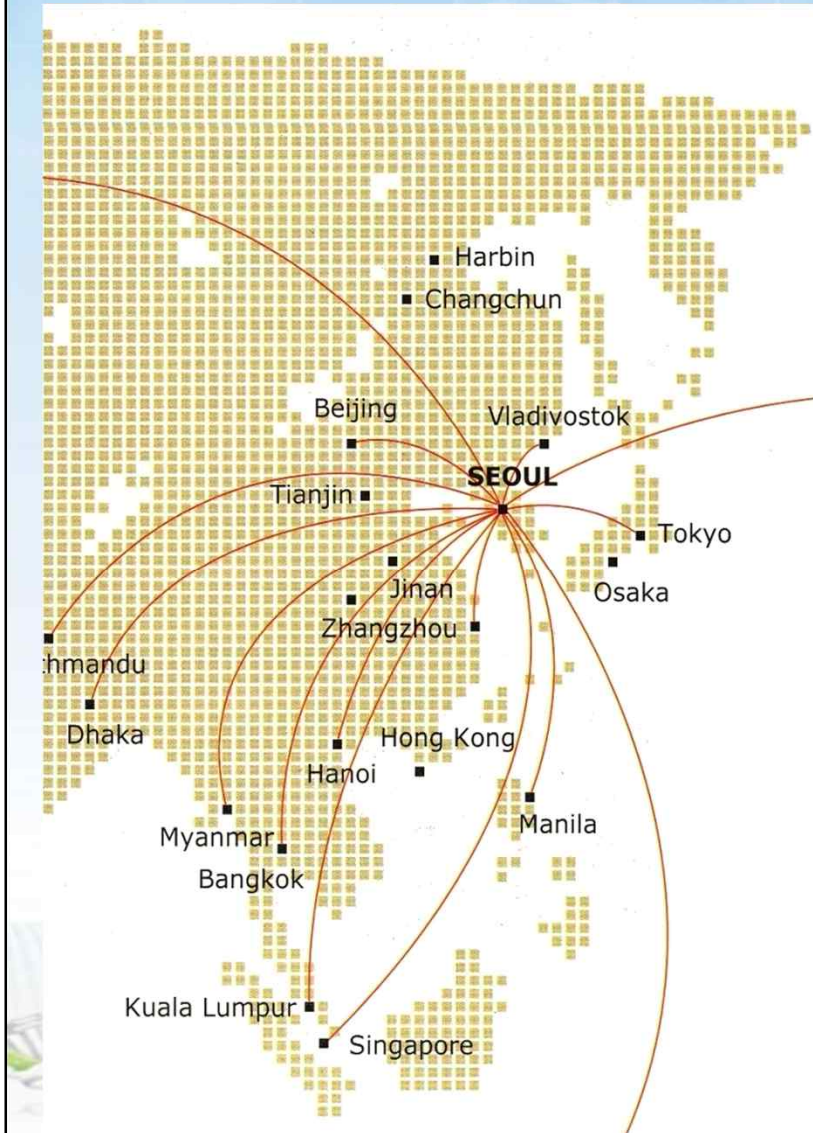 Harbin
Changchun
Beijing
Vladivostok
SEOUL
Tianjin
Tokyo
Jinan
Osaka
Zhangzhou
thmandu
Dhaka
Hong Kong
Hanoi
Manila
Myanmar
Bangkok
Kuala Lumpur
Singapore